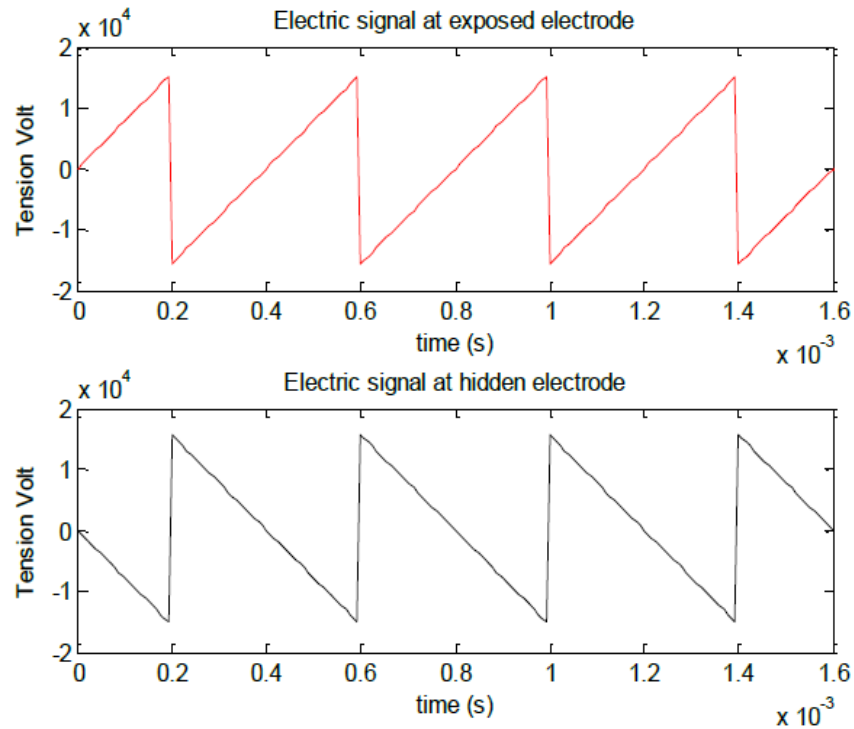 x 10^4
Electric signal at exposed electrode
2
1
0
-1
-2
Tension Volt
0 0.2 0.4 0.6 0.8 1 1.2 1.4 1.6
time (s)
x 10^-3
x 10^4
Electric signal at hidden electrode
2
1
0
-1
-2
Tension Volt
0 0.2 0.4 0.6 0.8 1 1.2 1.4 1.6
time (s)
x 10^-3